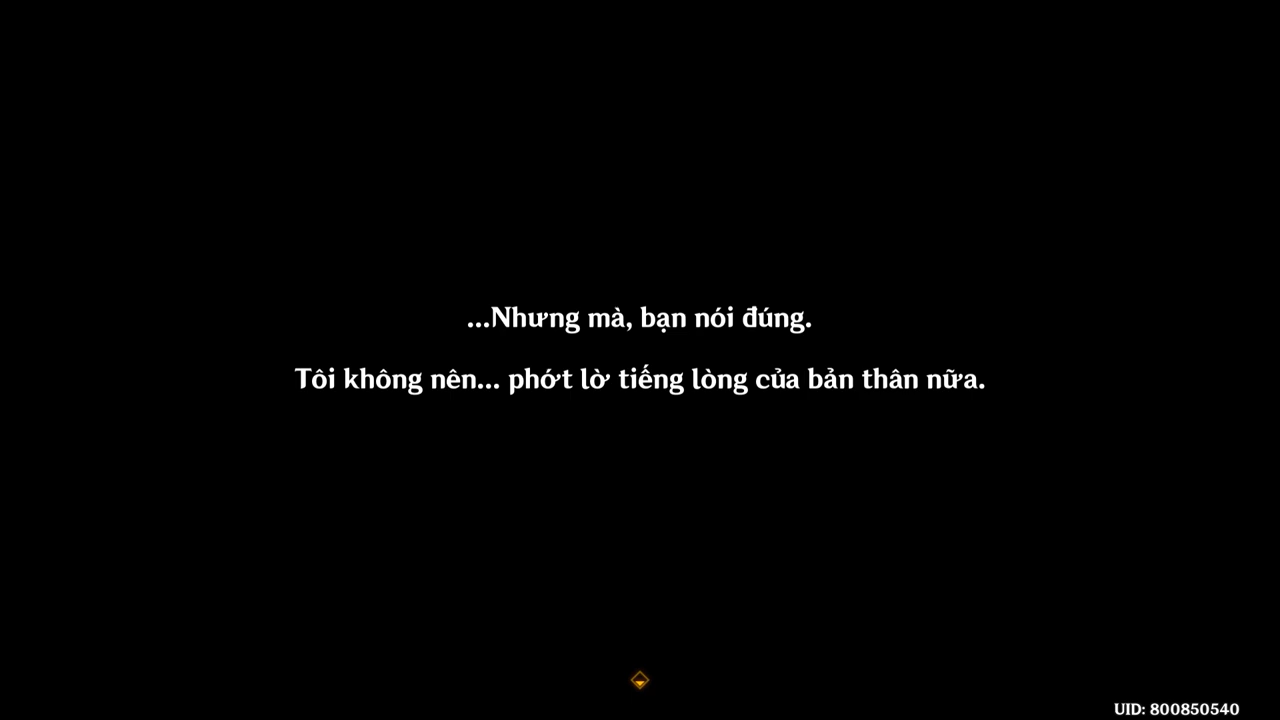 ...Nhưng mà, bạn nói đúng.
Tôi không nên... phớt lờ tiếng lòng của bản thân nữa.
UID: 800850540